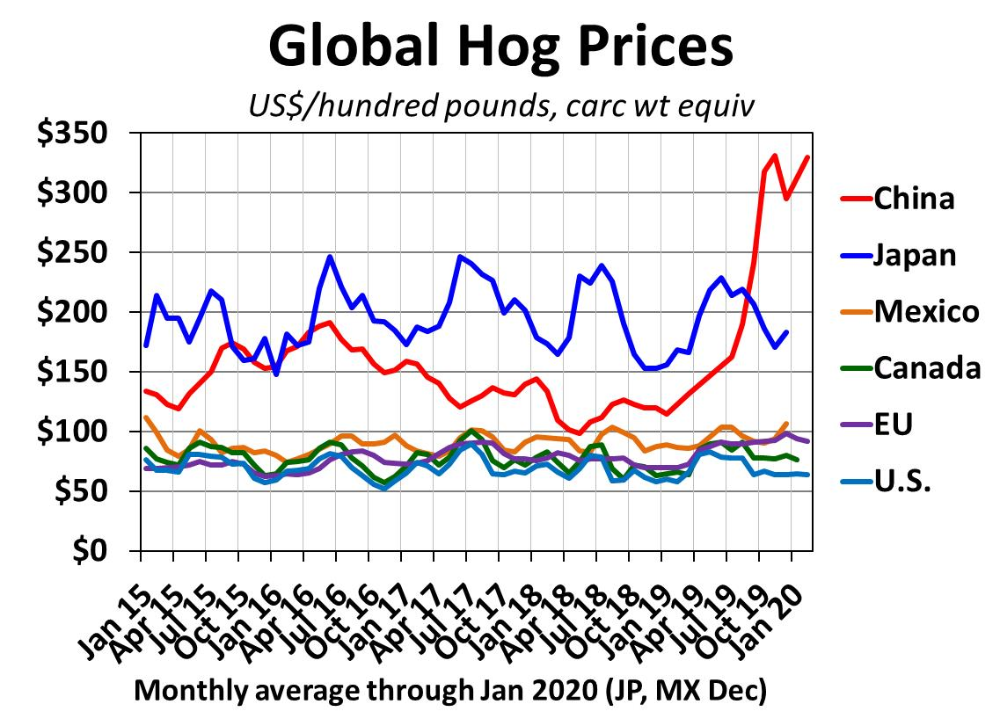 Global Hog Prices
US$/hundred pounds, carc wt equiv
$350
$300
$250
$200
$150
$100
$50
$0
China
Japan
Mexico
Canada
EU
U.S.
Jan 15
Apr 15
Jul 15
Oct 15
Jan 16
Apr 16
Jul 16
Oct 16
Jan 17
Apr 17
Jul 17
Oct 17
Jan 18
Apr 18
Jul 18
Oct 18
Jan 19
Apr 19
Jul 19
Oct 19
Jan 20
Monthly average through Jan 2020 (JP, MX Dec)